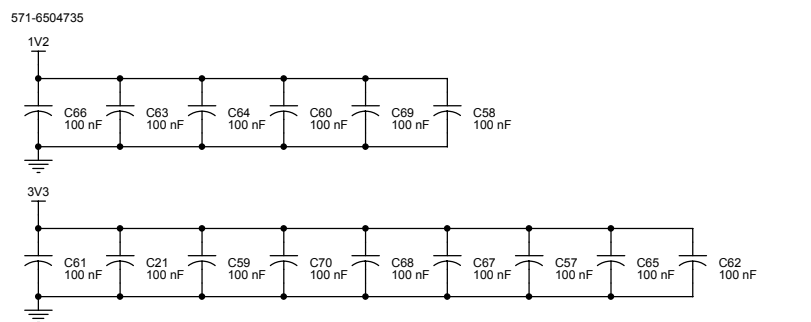 571-6504735
1V2
C66 C63 C64 C60 C69 C58
100 nF 100 nF 100 nF 100 nF 100 nF 100 nF
3V3
C61 C21 C59 C70 C68 C67 C57 C65 C62
100 nF 100 nF 100 nF 100 nF 100 nF 100 nF 100 nF 100 nF 100 nF